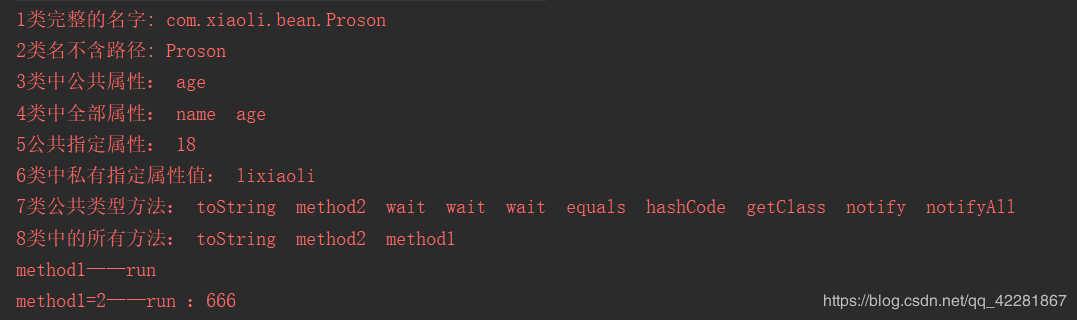 1类完整的名字: com.xiaoli.bean.Proson
2类名不含路径: Proson
3类中公共属性： age
4类中全部属性： name  age
5公共指定属性： 18
6类中私有指定属性值： lixiaoli
7类公共类型方法： toString  method2  wait  wait  wait  equals  hashCode  getClass  notify  notifyAll
8类中的所有方法： toString  method2  method1
method1——run
method1=2——run ：666
https://blog.csdn.net/qq_42281867